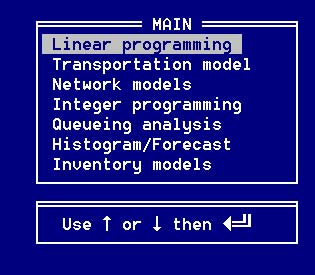 MAIN
Linear programming
Transportation model
Network models
Integer programming
Queueing analysis
Histogram/Forecast
Inventory models
Use ↑ or ↓ then ↵